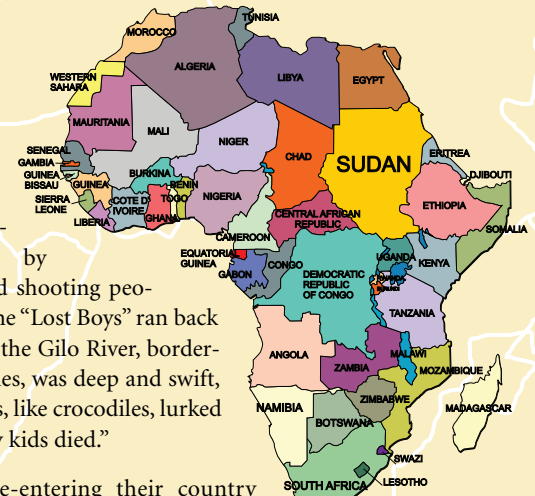 TUNISIA
MOROCCO
ALGERIA
LIBYA
EGYPT
WESTERN
SAHARA
MAURITANIA
MALI
NIGER
CHAD
SUDAN
ERITREA
DJIBOUTI
SENEGAL
GAMBIA
GUINEA
BISSAU
GUINEA
SIERRA
LEONE
LIBERIA
COTE D'
IVOIRE
BURKINA
GHANA
TOGO
BENIN
NIGERIA
ETHIOPIA
SOMALIA
CENTRAL AFRICAN
REPUBLIC
CAMEROON
EQUATORIAL
GUINEA
GABON
CONGO
DEMOCRATIC
REPUBLIC
OF CONGO
UGANDA
KENYA
RWANDA
BURUNDI
TANZANIA
ANGOLA
ZAMBIA
MALAWI
MOZAMBIQUE
NAMIBIA
ZIMBABWE
BOTSWANA
MADAGASCAR
SWAZI
LESOTHO
SOUTH AFRICA
by
d shooting peo-
he “Lost Boys” ran back
the Gilo River, border-
es, was deep and swift,
s, like crocodiles, lurked
y kids died.”
e-entering their country